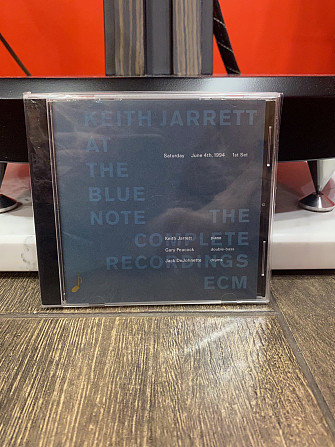 KEITH JARRETT
AT
Saturday June 4th, 1994 1st Set
THE
BLUE
NOTE THE
COMPLETE
Keith Jarrett piano
Gary Peacock double-bass
RECORDINGS
Jack DeJohnette drums
ECM